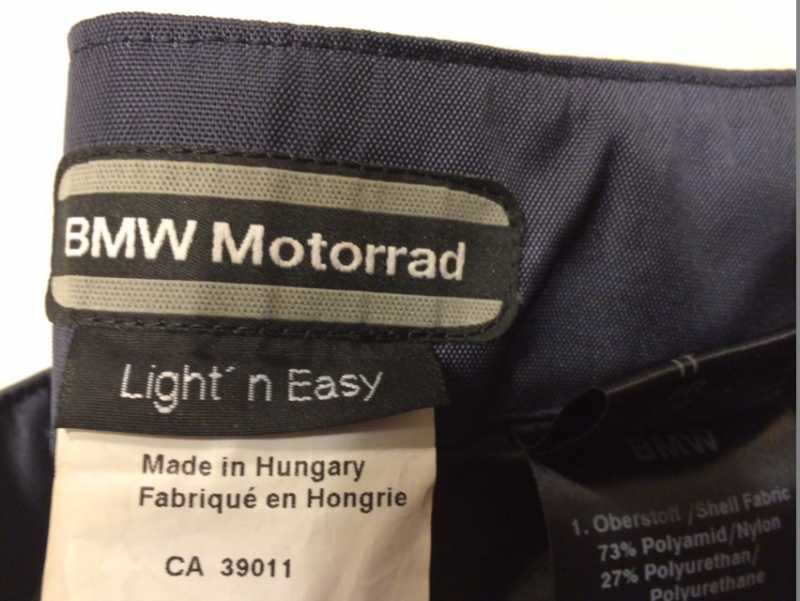 BMW Motorrad
Light´n Easy
Made in Hungary
Fabriqué en Hongrie
CA 39011
BMW
1. Oberstoff/Shell Fabric
73% Polyamid/Nylon
27% Polyurethan/
Polyurethane